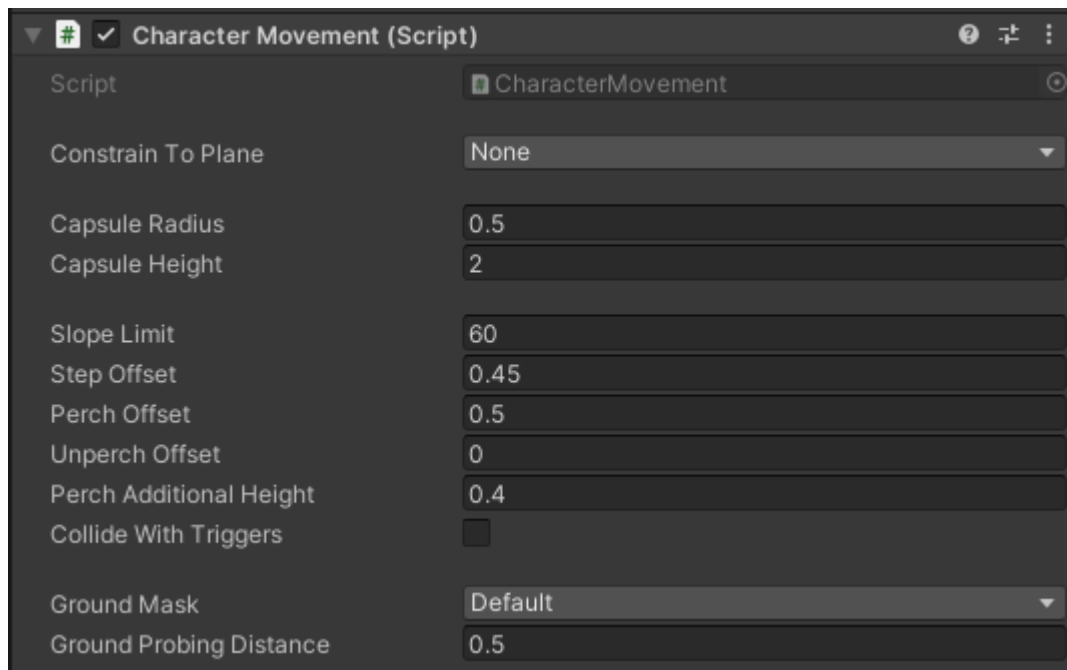 Character Movement (Script)
Script CharacterMovement
Constrain To Plane None
Capsule Radius 0.5
Capsule Height 2
Slope Limit 60
Step Offset 0.45
Perch Offset 0.5
Unperch Offset 0
Perch Additional Height 0.4
Collide With Triggers
Ground Mask Default
Ground Probing Distance 0.5